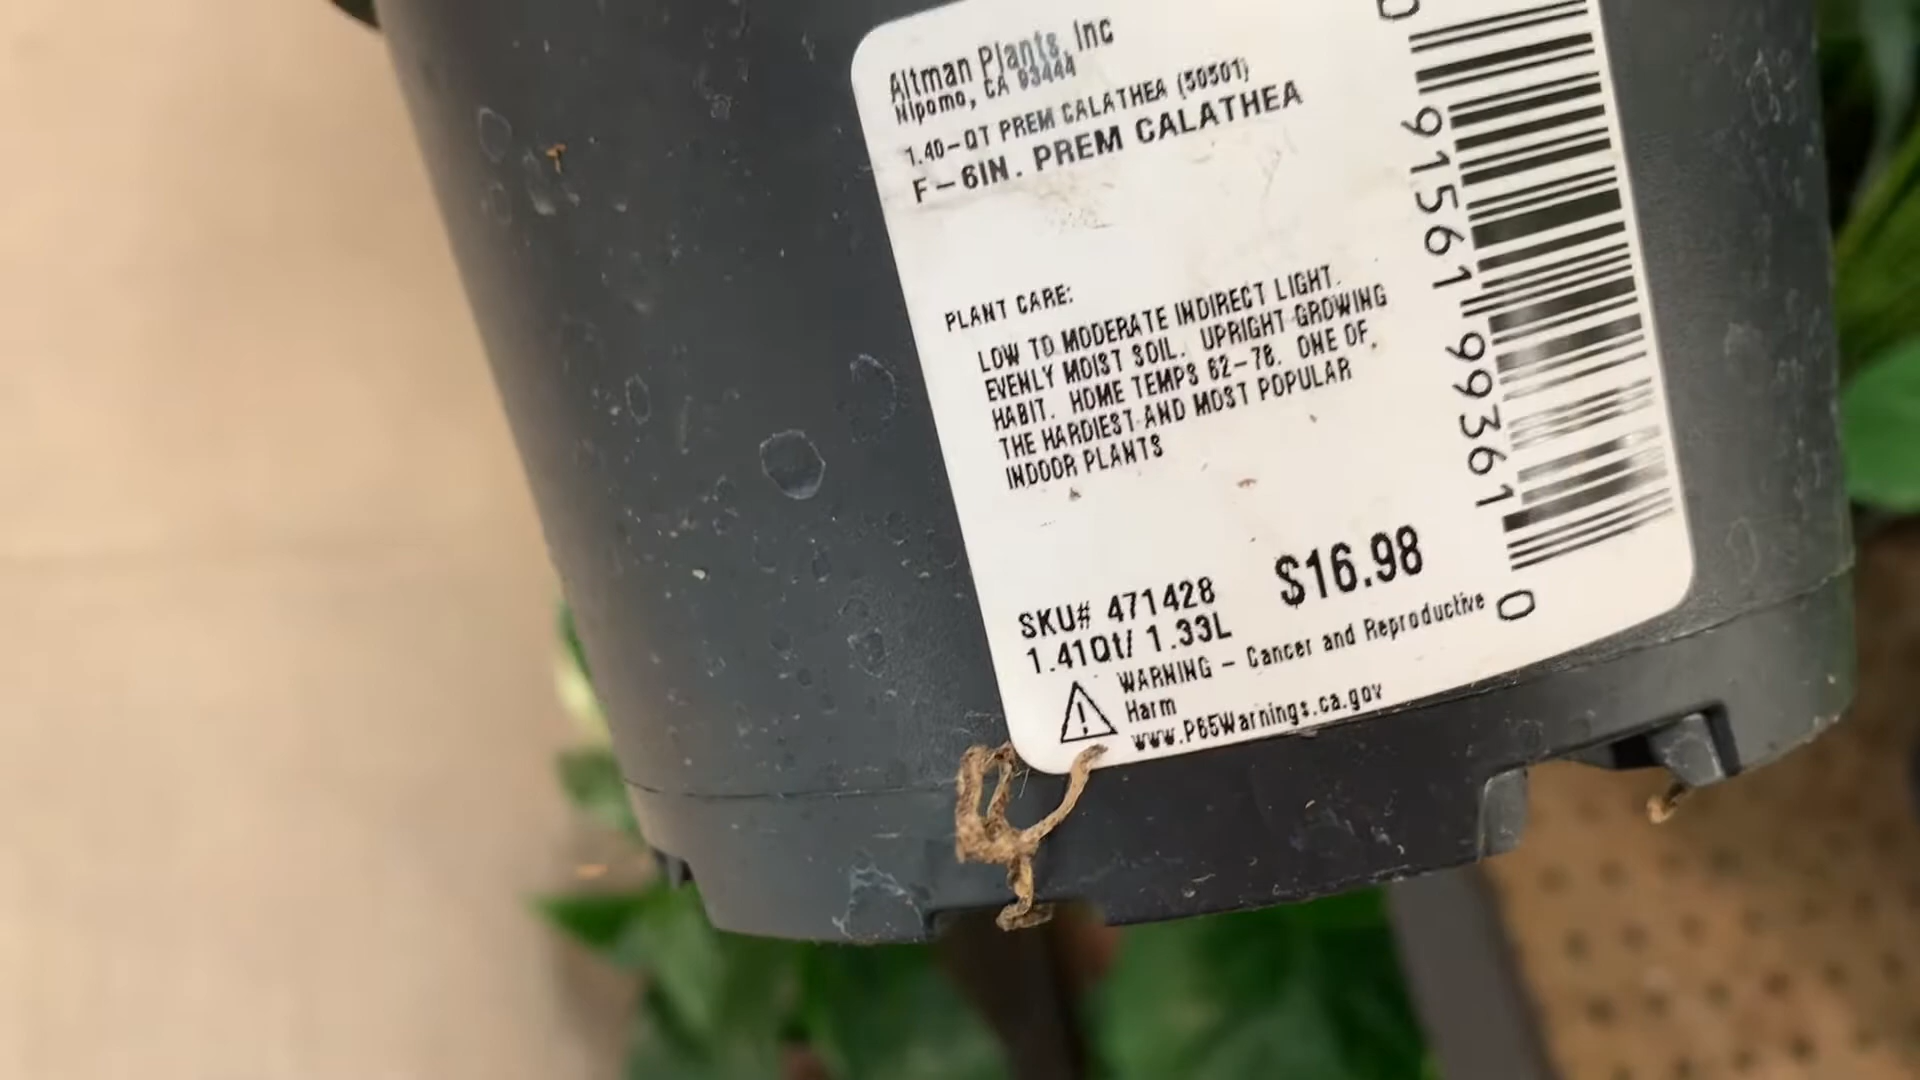 Altman Plants, Inc
Nipomo, CA 93444
1.40-QT PREM CALATHEA (50501)
F-6IN. PREM CALATHEA
PLANT CARE:
LOW TO MODERATE INDIRECT LIGHT.
EVENLY MOIST SOIL. UPRIGHT GROWING
HABIT. HOME TEMPS 62-78. ONE OF,
THE HARDIEST AND MOST POPULAR
INDOOR PLANTS
SKU# 471428 $16.98
1.41Qt/ 1.33L
WARNING - Cancer and Reproductive
Harm
www.P65Warnings.ca.gov
0 91561 99361 0